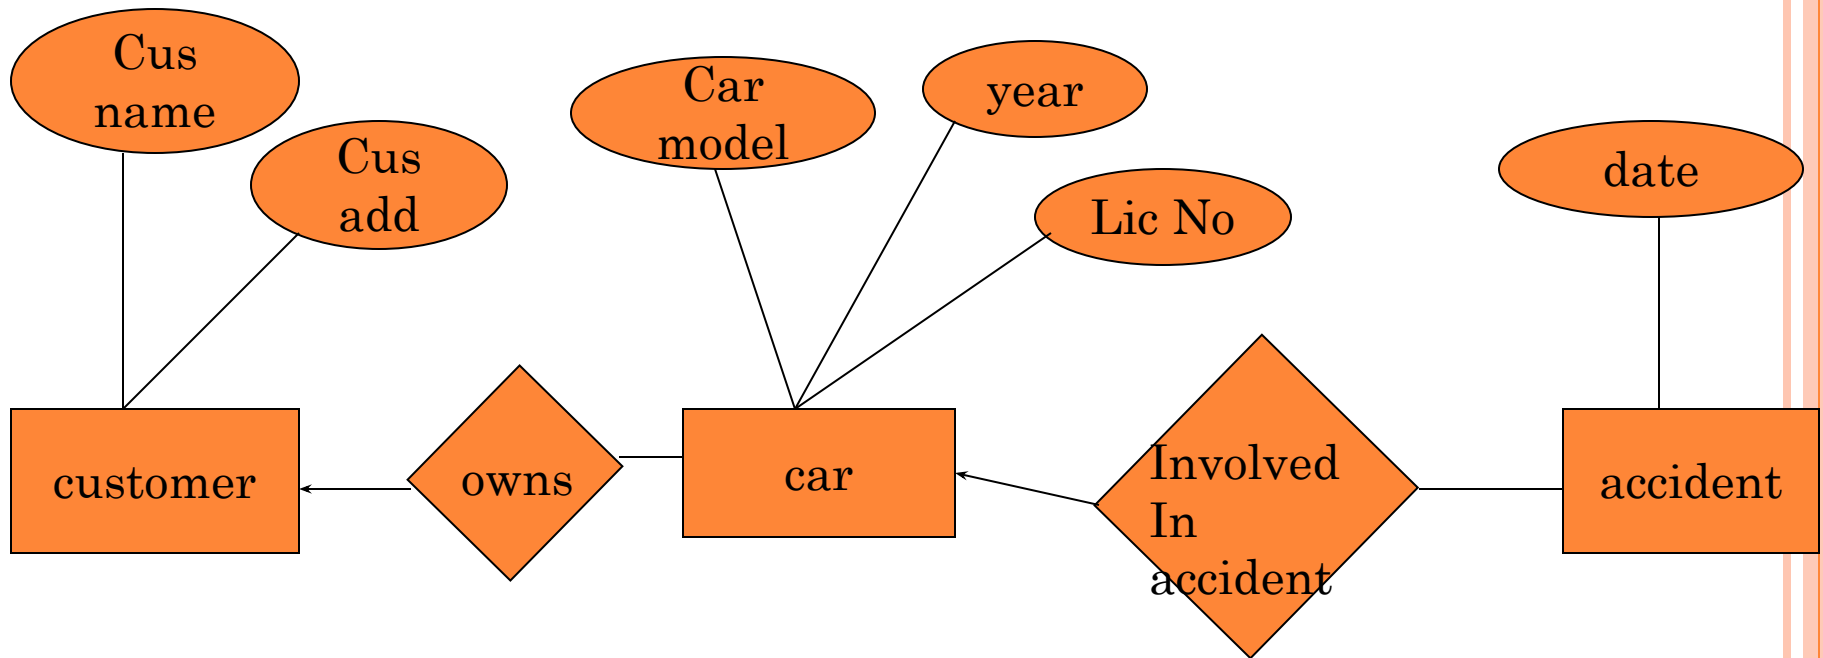 Cus
name
Cus
add
Car
model
year
Lic No
date
customer
owns
car
Involved
In
accident
accident